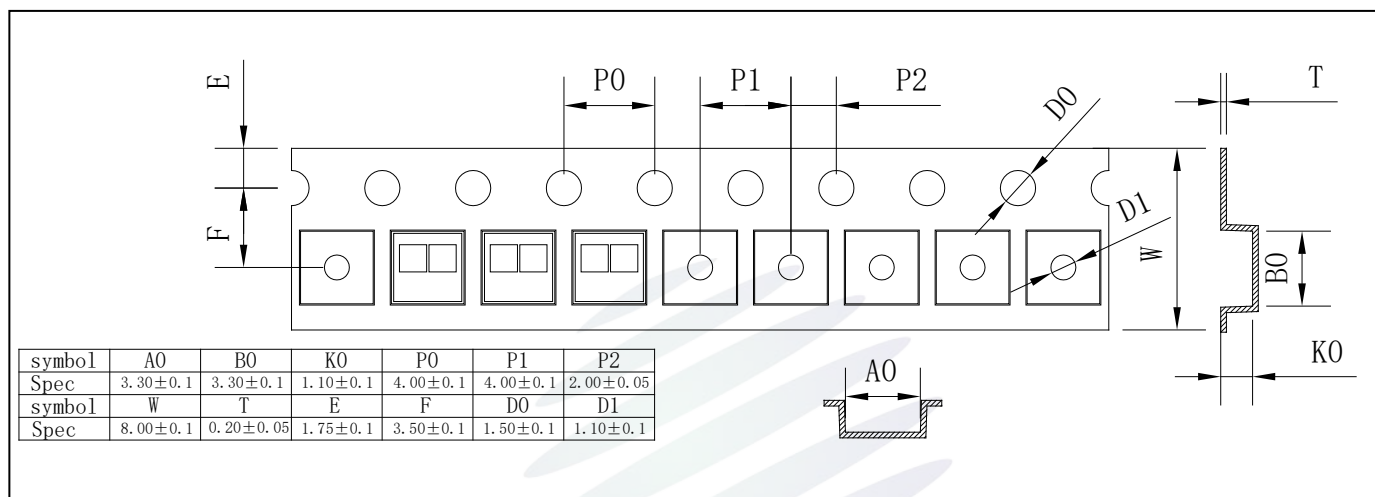 E
F
P0
P1
P2
D0
D1
W
T
B0
K0
A0
symbol A0 B0 K0 P0 P1 P2
Spec 3.30±0.1 3.30±0.1 1.10±0.1 4.00±0.1 4.00±0.1 2.00±0.05
symbol W T E F D0 D1
Spec 8.00±0.1 0.20±0.05 1.75±0.1 3.50±0.1 1.50±0.1 1.10±0.1